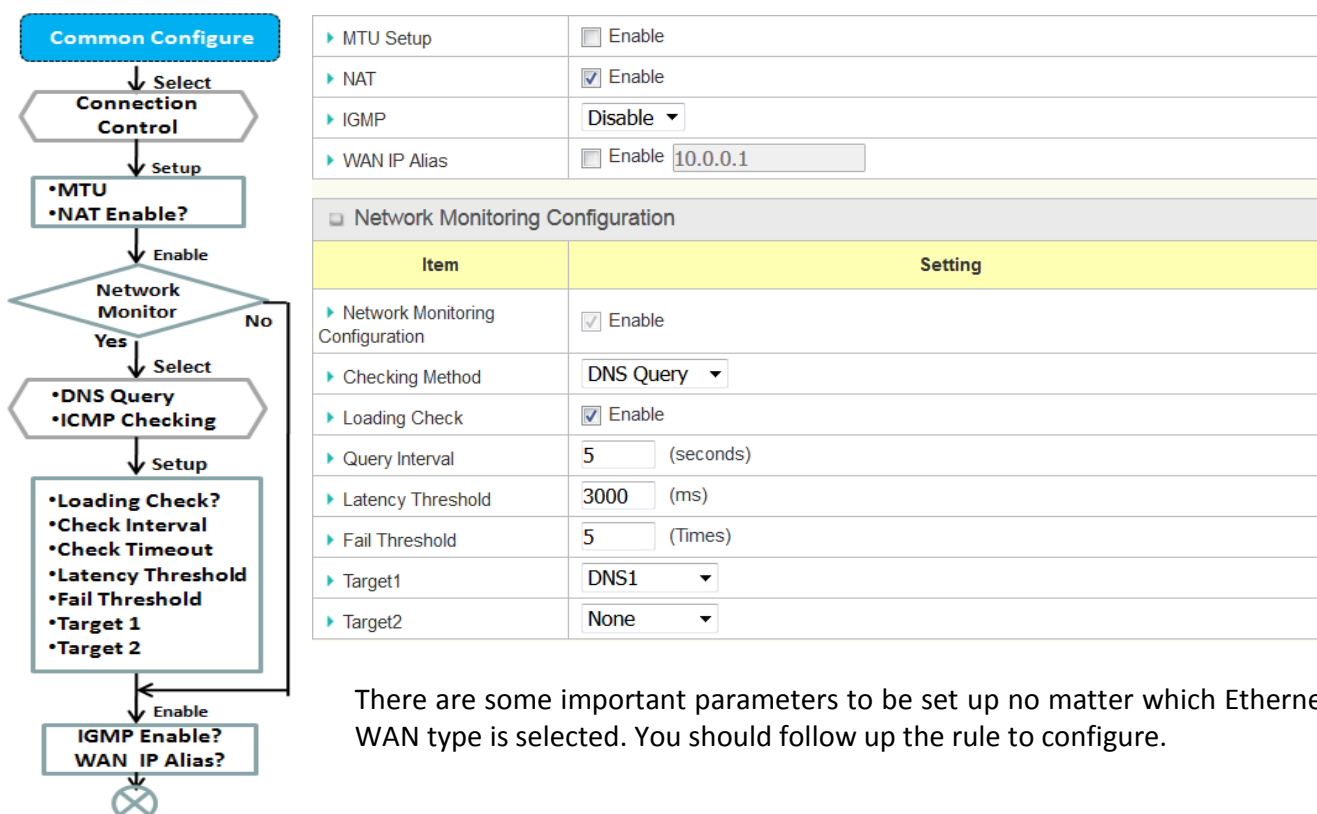 Common Configure
Select
Connection
Control
Setup
•MTU
•NAT Enable?
Enable
Network
Monitor
No
Yes
Select
•DNS Query
•ICMP Checking
Setup
•Loading Check?
•Check Interval
•Check Timeout
•Latency Threshold
•Fail Threshold
•Target 1
•Target 2
Enable
IGMP Enable?
WAN IP Alias?
MTU Setup Enable
NAT Enable
IGMP Disable
WAN IP Alias Enable 10.0.0.1
Network Monitoring Configuration
Item Setting
Network Monitoring
Configuration Enable
Checking Method DNS Query
Loading Check Enable
Query Interval 5 (seconds)
Latency Threshold 3000 (ms)
Fail Threshold 5 (Times)
Target1 DNS1
Target2 None
There are some important parameters to be set up no matter which Etherne
WAN type is selected. You should follow up the rule to configure.